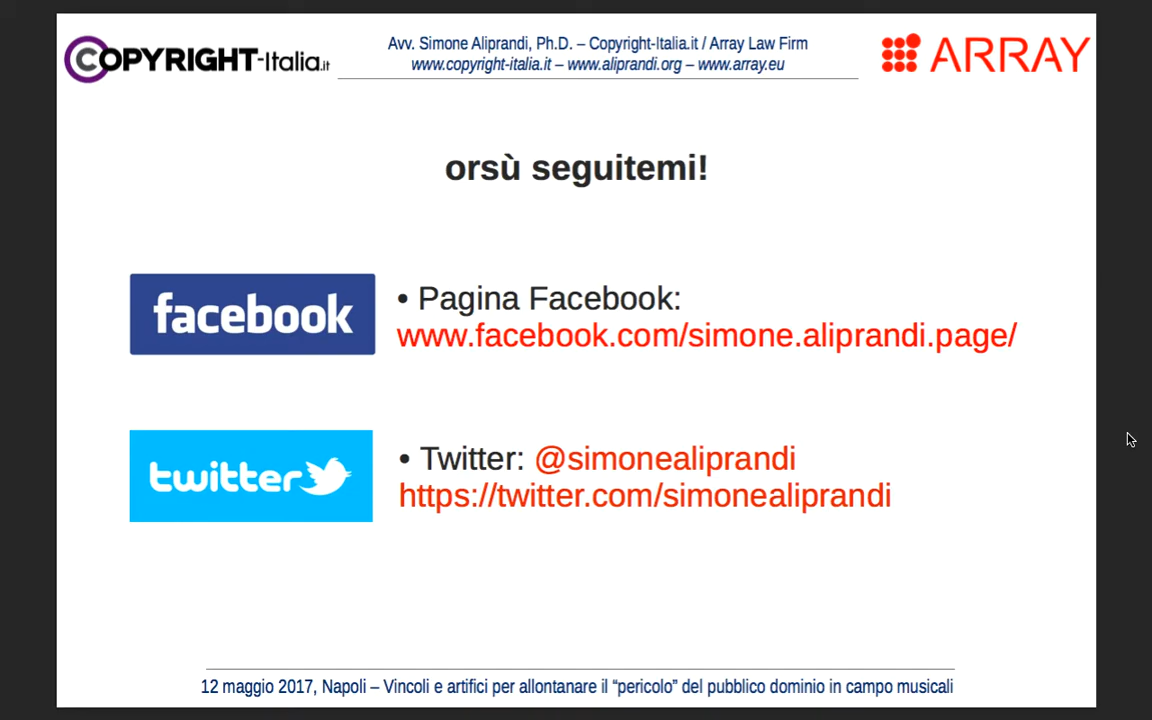 COPYRIGHT-Italia.it
Avv. Simone Aliprandi, Ph.D. – Copyright-Italia.it / Array Law Firm
www.copyright-italia.it – www.aliprandi.org – www.array.eu
ARRAY
orsù seguitemi!
facebook
• Pagina Facebook:
www.facebook.com/simone.aliprandi.page/
twitter
• Twitter: @simonealiprandi
https://twitter.com/simonealiprandi
12 maggio 2017, Napoli – Vincoli e artifici per allontanare il “pericolo” del pubblico dominio in campo musicali